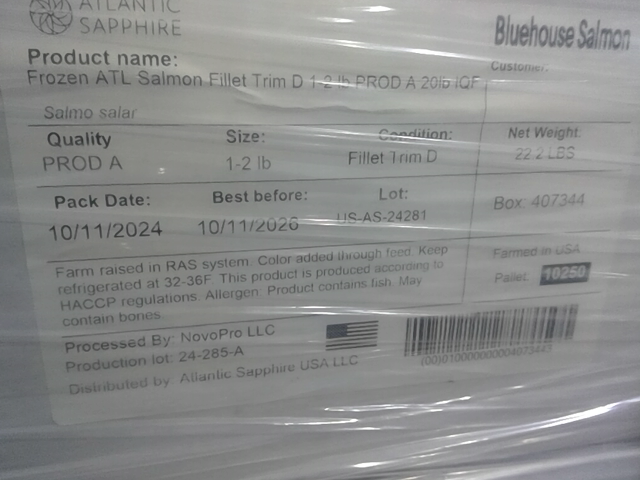 ATLANTIC
SAPPHIRE
Bluehouse Salmon
Product name:
Frozen ATL Salmon Fillet Trim D 1-2 lb PROD A 20lb IQF
Customer:
Salmo salar
Quality
Size:
Condition:
Net Weight:
PROD A
1-2 lb
Fillet Trim D
22.2 LBS
Pack Date:
Best before:
Lot:
10/11/2024
10/11/2026
US-AS-24281
Box: 407344
Farm raised in RAS system. Color added through feed. Keep
refrigerated at 32-36F. This product is produced according to
HACCP regulations. Allergen: Product contains fish. May
contain bones.
Farmed in USA
Pallet: 10250
Processed By: NovoPro LLC
Production lot: 24-285-A
Distributed by: Atlantic Sapphire USA LLC